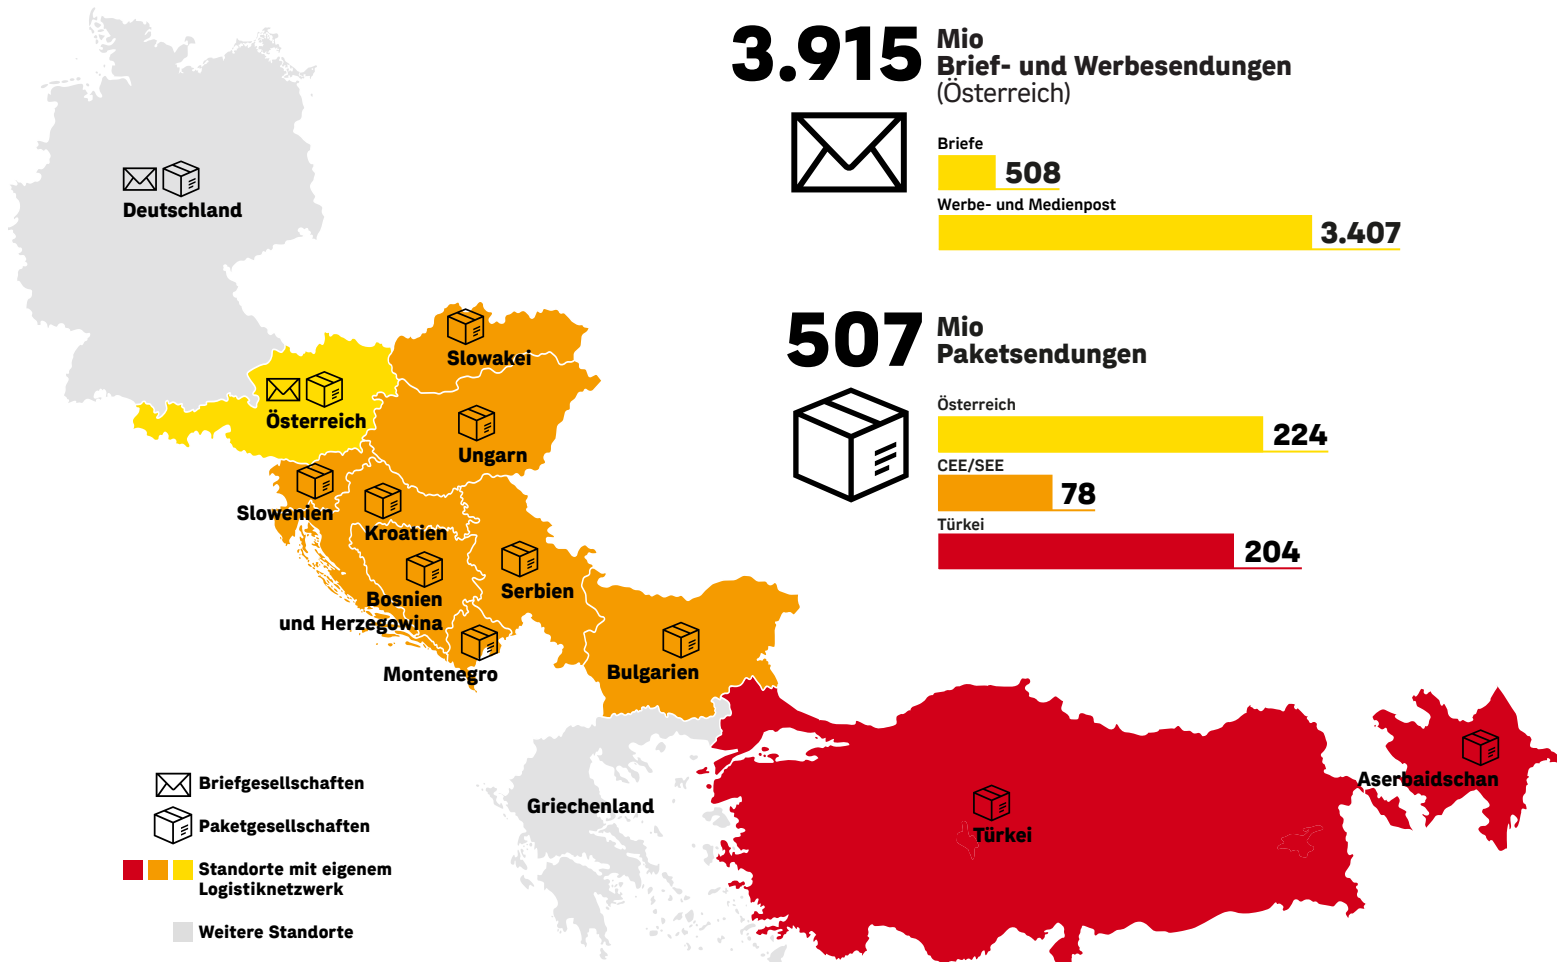 3.915
Mio
Brief- und Werbesendungen
(Österreich)
Briefe
508
Werbe- und Medienpost
3.407
507
Mio
Paketsendungen
Österreich
224
CEE/SEE
78
Türkei
204
Deutschland
Slowakei
Österreich
Ungarn
Slowenien
Kroatien
Bosnien
und Herzegowina
Serbien
Montenegro
Bulgarien
Griechenland
Türkei
Aserbaidschan
Briefgesellschaften
Paketgesellschaften
Standorte mit eigenem
Logistiknetzwerk
Weitere Standorte